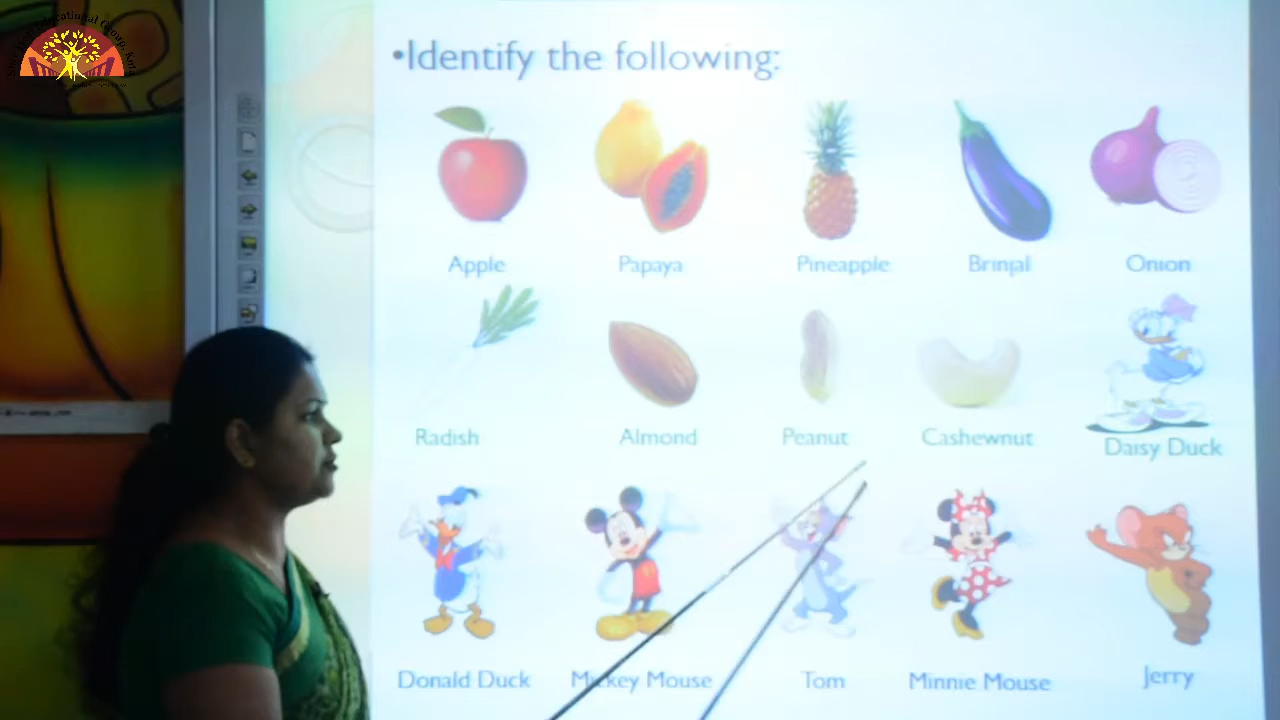 •Identify the following:
Apple Papaya Pineapple Brinjal Onion
Radish Almond Peanut Cashewnut Daisy Duck
Donald Duck Mickey Mouse Tom Minnie Mouse Jerry